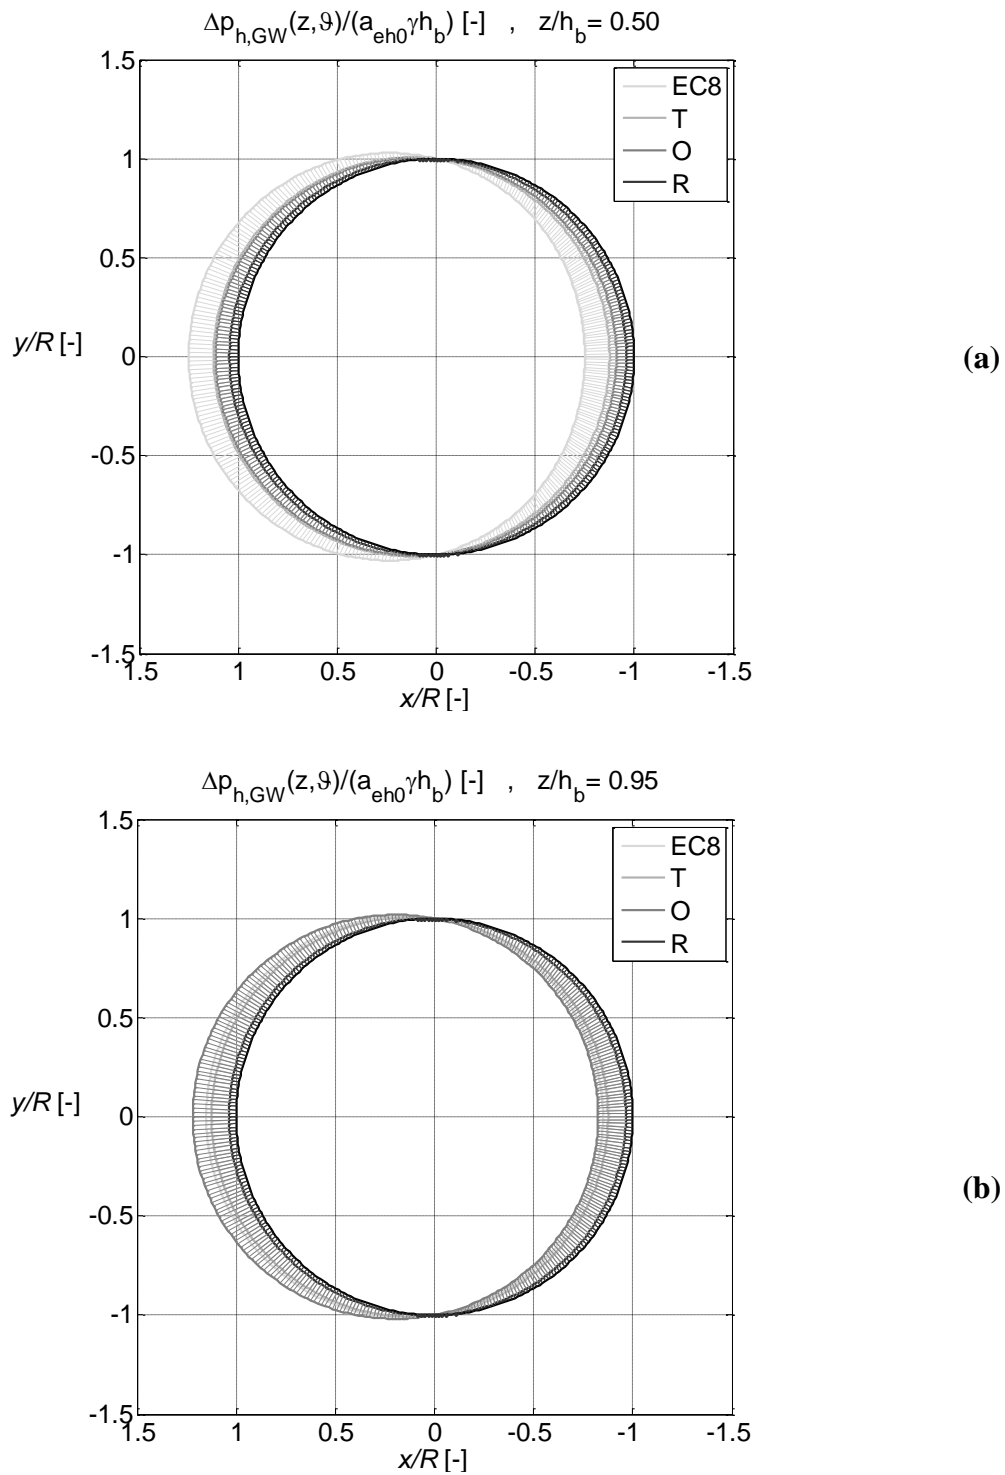 Δp_h,GW(z,ϑ)/(a_eh0γh_b) [-] , z/h_b= 0.50
1.5
EC8
T
O
R
1
0.5
y/R [-]
0
(a)
-0.5
-1
-1.5
1.5 1 0.5 0 -0.5 -1 -1.5
x/R [-]
Δp_h,GW(z,ϑ)/(a_eh0γh_b) [-] , z/h_b= 0.95
1.5
EC8
T
O
R
1
0.5
y/R [-]
0
(b)
-0.5
-1
-1.5
1.5 1 0.5 0 -0.5 -1 -1.5
x/R [-]